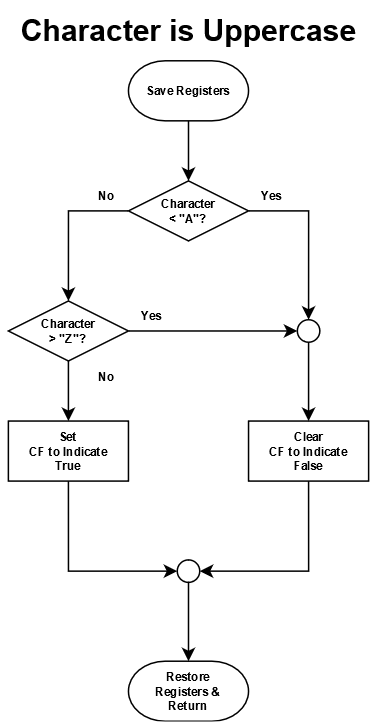 Character is Uppercase
Save Registers
Character
< "A"?
No
Yes
Character
> "Z"?
Yes
No
Set
CF to Indicate
True
Clear
CF to Indicate
False
Restore
Registers &
Return